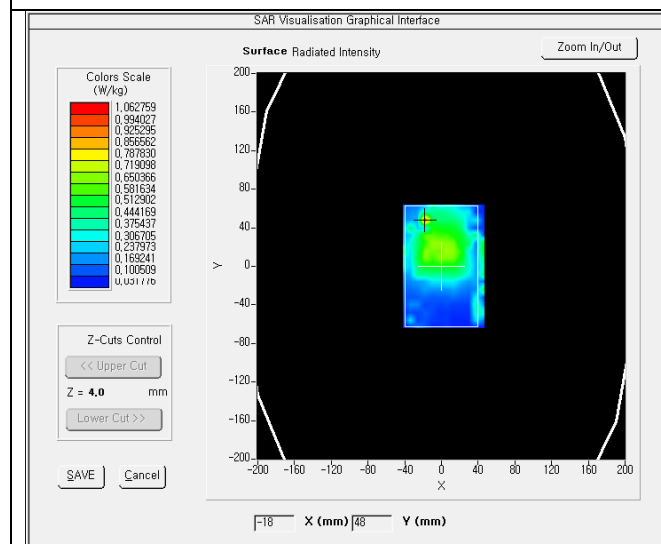 SAR Visualisation Graphical Interface
Surface Radiated Intensity
Zoom In/Out
Colors Scale
(W/kg)
1,062759
0,994027
0,925295
0,856562
0,787830
0,719098
0,650366
0,581634
0,512902
0,444169
0,375437
0,306705
0,237973
0,169241
0,100509
0,031776
Z-Cuts Control
<< Upper Cut
Z = 4.0 mm
Lower Cut >>
SAVE Cancel
Y
200-
160-
120-
80-
40-
0-
-40-
-80-
-120-
-160-
-200-
-200 -160 -120 -80 -40 0 40 80 120 160 200
X
-18 X (mm) 48 Y (mm)